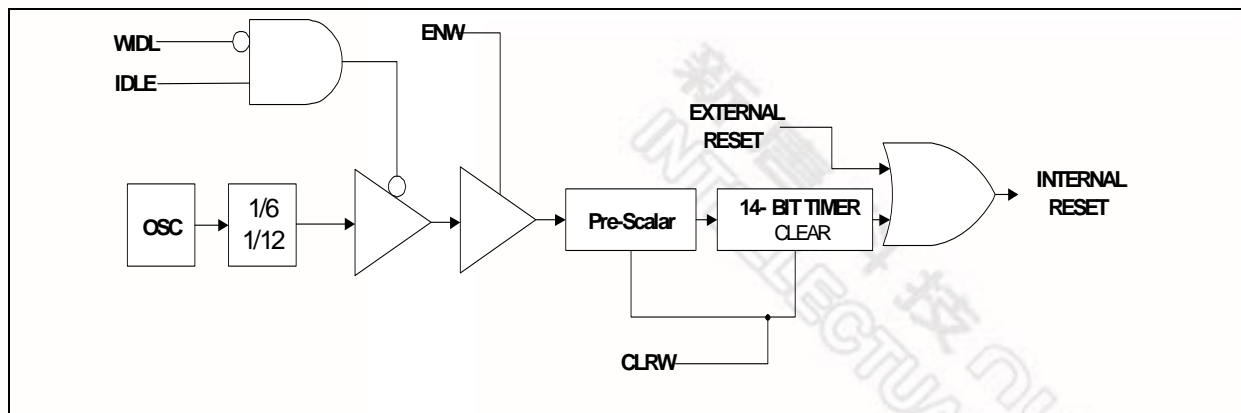 WIDL
IDLE
ENW
EXTERNAL
RESET
INTERNAL
RESET
OSC
1/6
1/12
Pre-Scalar
14- BIT TIMER
CLEAR
CLRW